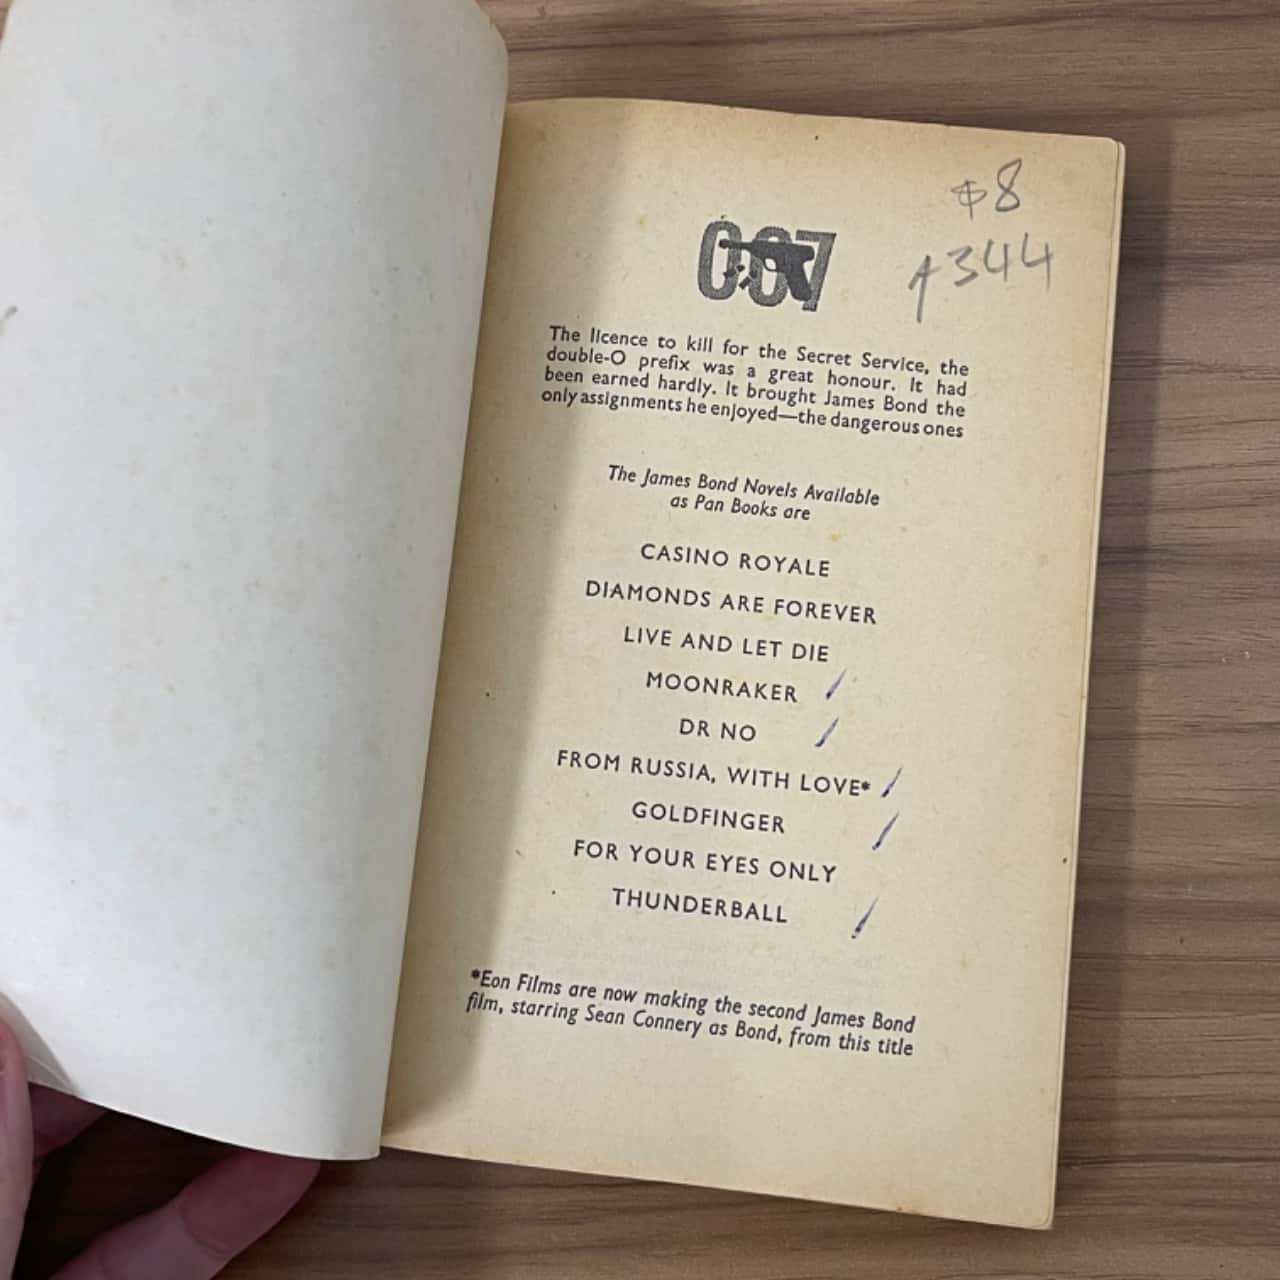 $8
344
007
The licence to kill for the Secret Service, the
double-O prefix was a great honour. It had
been earned hardly. It brought James Bond the
only assignments he enjoyed—the dangerous ones
The James Bond Novels Available
as Pan Books are
CASINO ROYALE
DIAMONDS ARE FOREVER
LIVE AND LET DIE
MOONRAKER
DR NO
FROM RUSSIA, WITH LOVE*
GOLDFINGER
FOR YOUR EYES ONLY
THUNDERBALL
*Eon Films are now making the second James Bond
film, starring Sean Connery as Bond, from this title